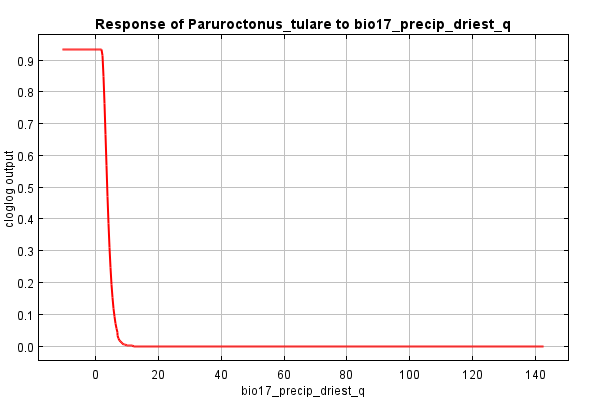 Response of Paruroctonus_tulare to bio17_precip_driest_q
cloglog output
0.9
0.8
0.7
0.6
0.5
0.4
0.3
0.2
0.1
0.0
0 20 40 60 80 100 120 140
bio17_precip_driest_q